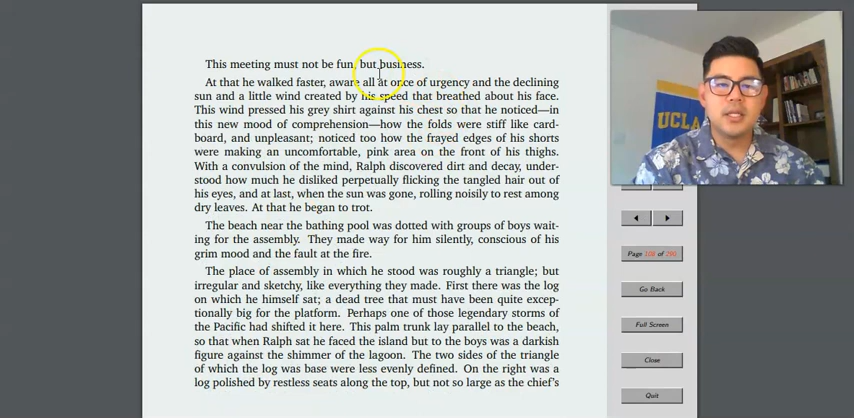 This meeting must not be fun, but business.
At that he walked faster, aware all at once of urgency and the declining
sun and a little wind created by his speed that breathed about his face.
This wind pressed his grey shirt against his chest so that he noticed—in
this new mood of comprehension—how the folds were stiff like card-
board, and unpleasant; noticed too how the frayed edges of his shorts
were making an uncomfortable, pink area on the front of his thighs.
With a convulsion of the mind, Ralph discovered dirt and decay, under-
stood how much he disliked perpetually flicking the tangled hair out of
his eyes, and at last, when the sun was gone, rolling noisily to rest among
dry leaves. At that he began to trot.
The beach near the bathing pool was dotted with groups of boys wait-
ing for the assembly. They made way for him silently, conscious of his
grim mood and the fault at the fire.
The place of assembly in which he stood was roughly a triangle; but
irregular and sketchy, like everything they made. First there was the log
on which he himself sat; a dead tree that must have been quite excep-
tionally big for the platform. Perhaps one of those legendary storms of
the Pacific had shifted it here. This palm trunk lay parallel to the beach,
so that when Ralph sat he faced the island but to the boys was a darkish
figure against the shimmer of the lagoon. The two sides of the triangle
of which the log was base were less evenly defined. On the right was a
log polished by restless seats along the top, but not so large as the chief's
UCLA
Page 108 of 290
Go Back
Full Screen
Close
Quit